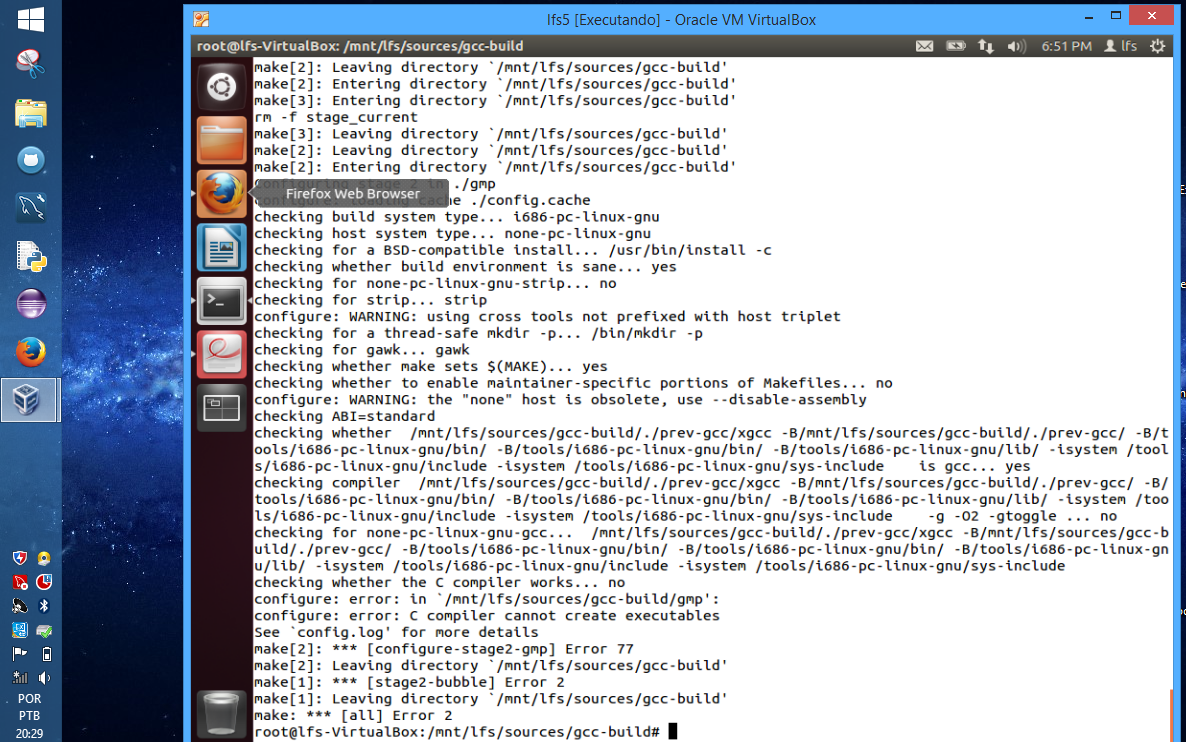 lfs5 [Executando] - Oracle VM VirtualBox
root@lfs-VirtualBox: /mnt/lfs/sources/gcc-build
6:51 PM
lfs
make[2]: Leaving directory `/mnt/lfs/sources/gcc-build'
make[2]: Entering directory `/mnt/lfs/sources/gcc-build'
make[3]: Entering directory `/mnt/lfs/sources/gcc-build'
rm -f stage_current
make[3]: Leaving directory `/mnt/lfs/sources/gcc-build'
make[2]: Leaving directory `/mnt/lfs/sources/gcc-build'
make[2]: Entering directory `/mnt/lfs/sources/gcc-build'
Configuring stage 2 in ./gmp
Firefox Web Browser
configure: loading cache ./config.cache
checking build system type... i686-pc-linux-gnu
checking host system type... none-pc-linux-gnu
checking for a BSD-compatible install... /usr/bin/install -c
checking whether build environment is sane... yes
checking for none-pc-linux-gnu-strip... no
checking for strip... strip
configure: WARNING: using cross tools not prefixed with host triplet
checking for a thread-safe mkdir -p... /bin/mkdir -p
checking for gawk... gawk
checking whether make sets $(MAKE)... yes
checking whether to enable maintainer-specific portions of Makefiles... no
configure: WARNING: the "none" host is obsolete, use --disable-assembly
checking ABI=standard
checking whether  /mnt/lfs/sources/gcc-build/./prev-gcc/xgcc -B/mnt/lfs/sources/gcc-build/./prev-gcc/ -B/t
ools/i686-pc-linux-gnu/bin/ -B/tools/i686-pc-linux-gnu/bin/ -B/tools/i686-pc-linux-gnu/lib/ -isystem /tool
s/i686-pc-linux-gnu/include -isystem /tools/i686-pc-linux-gnu/sys-include    is gcc... yes
checking compiler  /mnt/lfs/sources/gcc-build/./prev-gcc/xgcc -B/mnt/lfs/sources/gcc-build/./prev-gcc/ -B/
tools/i686-pc-linux-gnu/bin/ -B/tools/i686-pc-linux-gnu/bin/ -B/tools/i686-pc-linux-gnu/lib/ -isystem /too
ls/i686-pc-linux-gnu/include -isystem /tools/i686-pc-linux-gnu/sys-include    -g -O2 -gtoggle ... no
checking for none-pc-linux-gnu-gcc...  /mnt/lfs/sources/gcc-build/./prev-gcc/xgcc -B/mnt/lfs/sources/gcc-b
uild/./prev-gcc/ -B/tools/i686-pc-linux-gnu/bin/ -B/tools/i686-pc-linux-gnu/bin/ -B/tools/i686-pc-linux-gn
u/lib/ -isystem /tools/i686-pc-linux-gnu/include -isystem /tools/i686-pc-linux-gnu/sys-include
checking whether the C compiler works... no
configure: error: in `/mnt/lfs/sources/gcc-build/gmp':
configure: error: C compiler cannot create executables
See `config.log' for more details
make[2]: *** [configure-stage2-gmp] Error 77
make[2]: Leaving directory `/mnt/lfs/sources/gcc-build'
make[1]: *** [stage2-bubble] Error 2
make[1]: Leaving directory `/mnt/lfs/sources/gcc-build'
make: *** [all] Error 2
root@lfs-VirtualBox:/mnt/lfs/sources/gcc-build#
POR
PTB
20:29